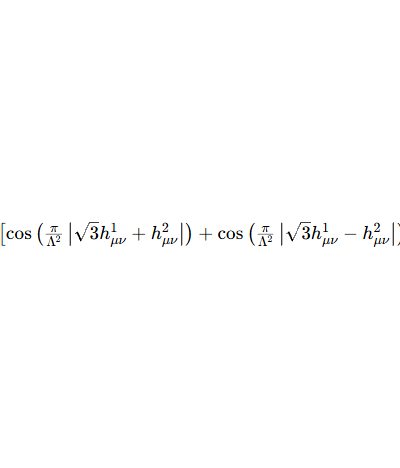 [cos (π/Λ² |√3h¹_μν + h²_μν|) + cos (π/Λ² |√3h¹_μν − h²_μν|)